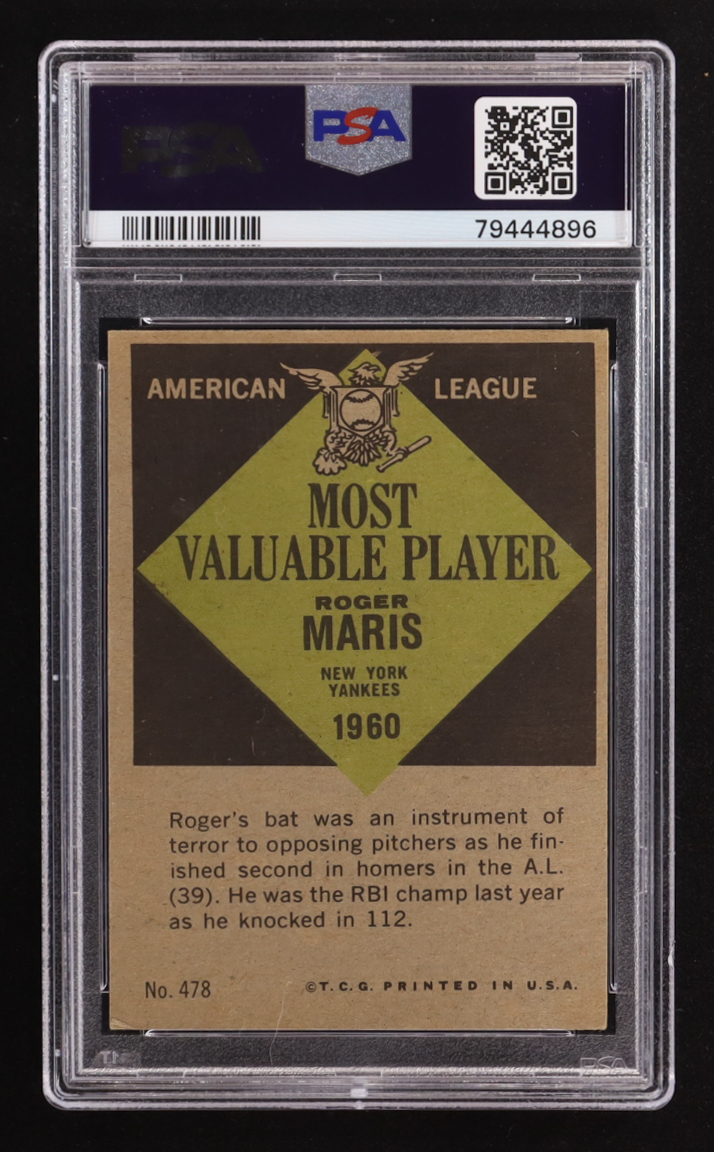 PSA
PSA
79444896
AMERICAN LEAGUE
MOST
VALUABLE PLAYER
ROGER
MARIS
NEW YORK
YANKEES
1960
Roger's bat was an instrument of
terror to opposing pitchers as he fin-
ished second in homers in the A.L.
(39). He was the RBI champ last year
as he knocked in 112.
No. 478 ©T.C.G. PRINTED IN U.S.A.
PSA